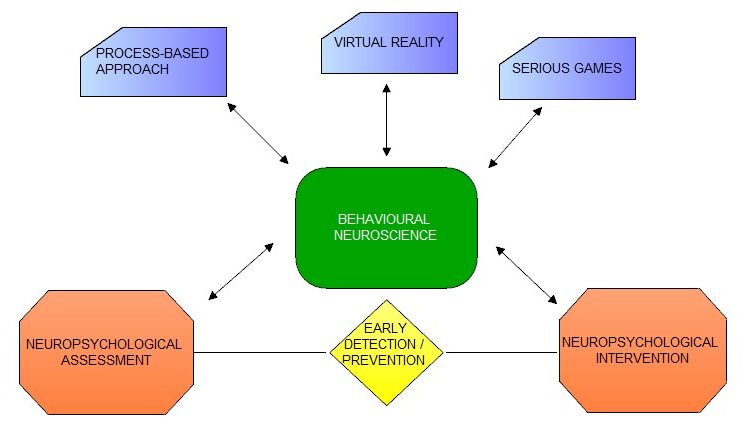 PROCESS-BASED
APPROACH
VIRTUAL REALITY
SERIOUS GAMES
BEHAVIOURAL
NEUROSCIENCE
NEUROPSYCHOLOGICAL
ASSESSMENT
EARLY
DETECTION /
PREVENTION
NEUROPSYCHOLOGICAL
INTERVENTION